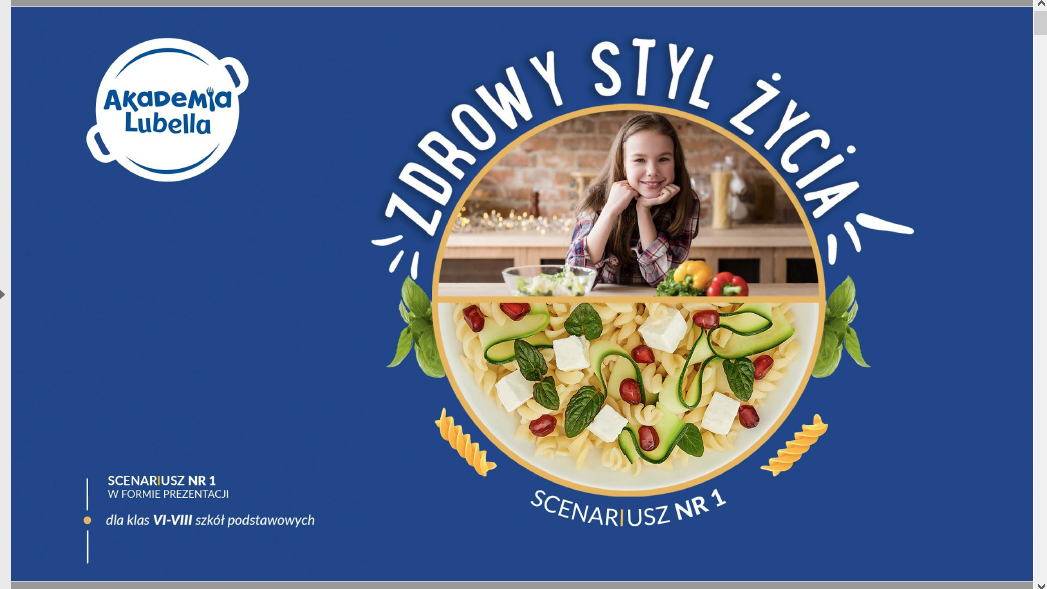 Akademia
Lubella
ZDROWY STYL ŻYCIA
SCENARIUSZ NR 1
SCENARIUSZ NR 1
W FORMIE PREZENTACJI
dla klas VI-VIII szkół podstawowych